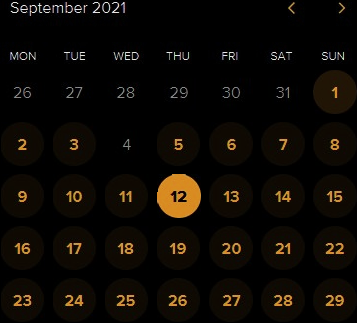 September 2021
MON TUE WED THU FRI SAT SUN
26 27 28 29 30 31 1
2 3 4 5 6 7 8
9 10 11 12 13 14 15
16 17 18 19 20 21 22
23 24 25 26 27 28 29